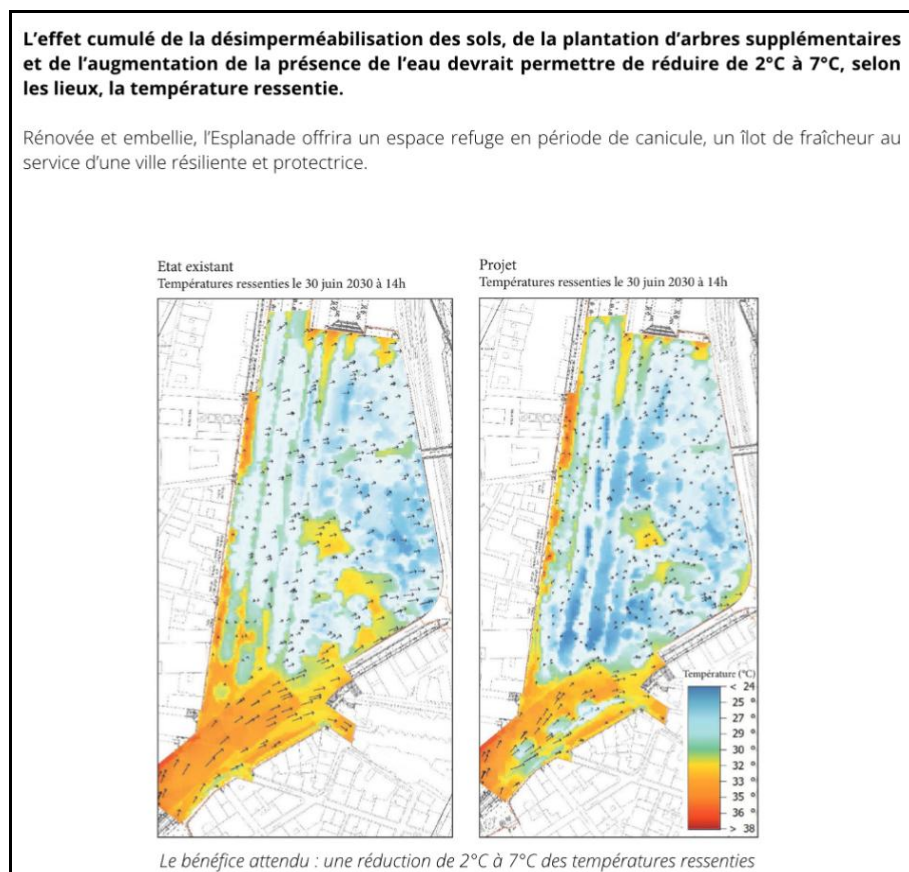 L’effet cumulé de la désimperméabilisation des sols, de la plantation d’arbres supplémentaires
et de l’augmentation de la présence de l’eau devrait permettre de réduire de 2°C à 7°C, selon
les lieux, la température ressentie.
Rénovée et embellie, l’Esplanade offrira un espace refuge en période de canicule, un îlot de fraîcheur au
service d’une ville résiliente et protectrice.
Etat existant
Températures ressenties le 30 juin 2030 à 14h
Projet
Températures ressenties le 30 juin 2030 à 14h
Température (°C)
< 24
25 °
27 °
29 °
30 °
32 °
33 °
35 °
36 °
> 38
Le bénéfice attendu : une réduction de 2°C à 7°C des températures ressenties